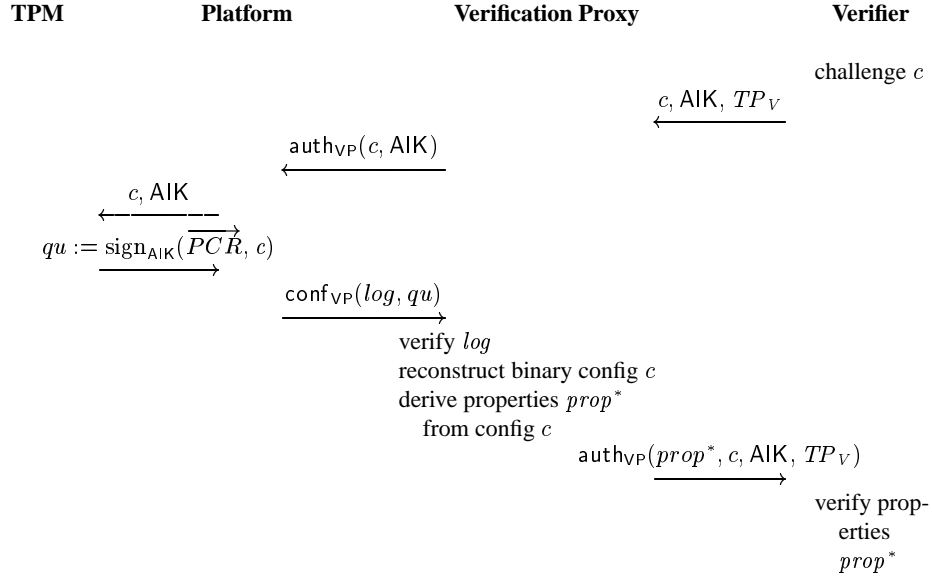 TPM Platform Verification Proxy Verifier
challenge c
c, AIK, TP_V
auth_VP(c, AIK)
c, AIK
qu := sign_AIK(\overrightarrow{PCR}, c)
conf_VP(log, qu)
verify log
reconstruct binary config c
derive properties prop*
from config c
auth_VP(prop*, c, AIK, TP_V)
verify prop-
erties
prop*